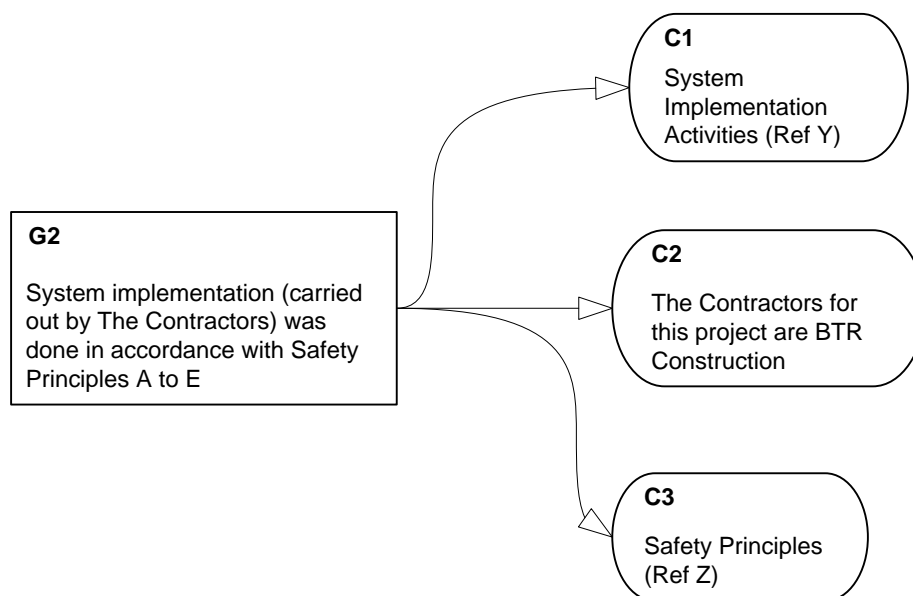 C1
System
Implementation
Activities (Ref Y)
G2
System implementation (carried
out by The Contractors) was
done in accordance with Safety
Principles A to E
C2
The Contractors for
this project are BTR
Construction
C3
Safety Principles
(Ref Z)